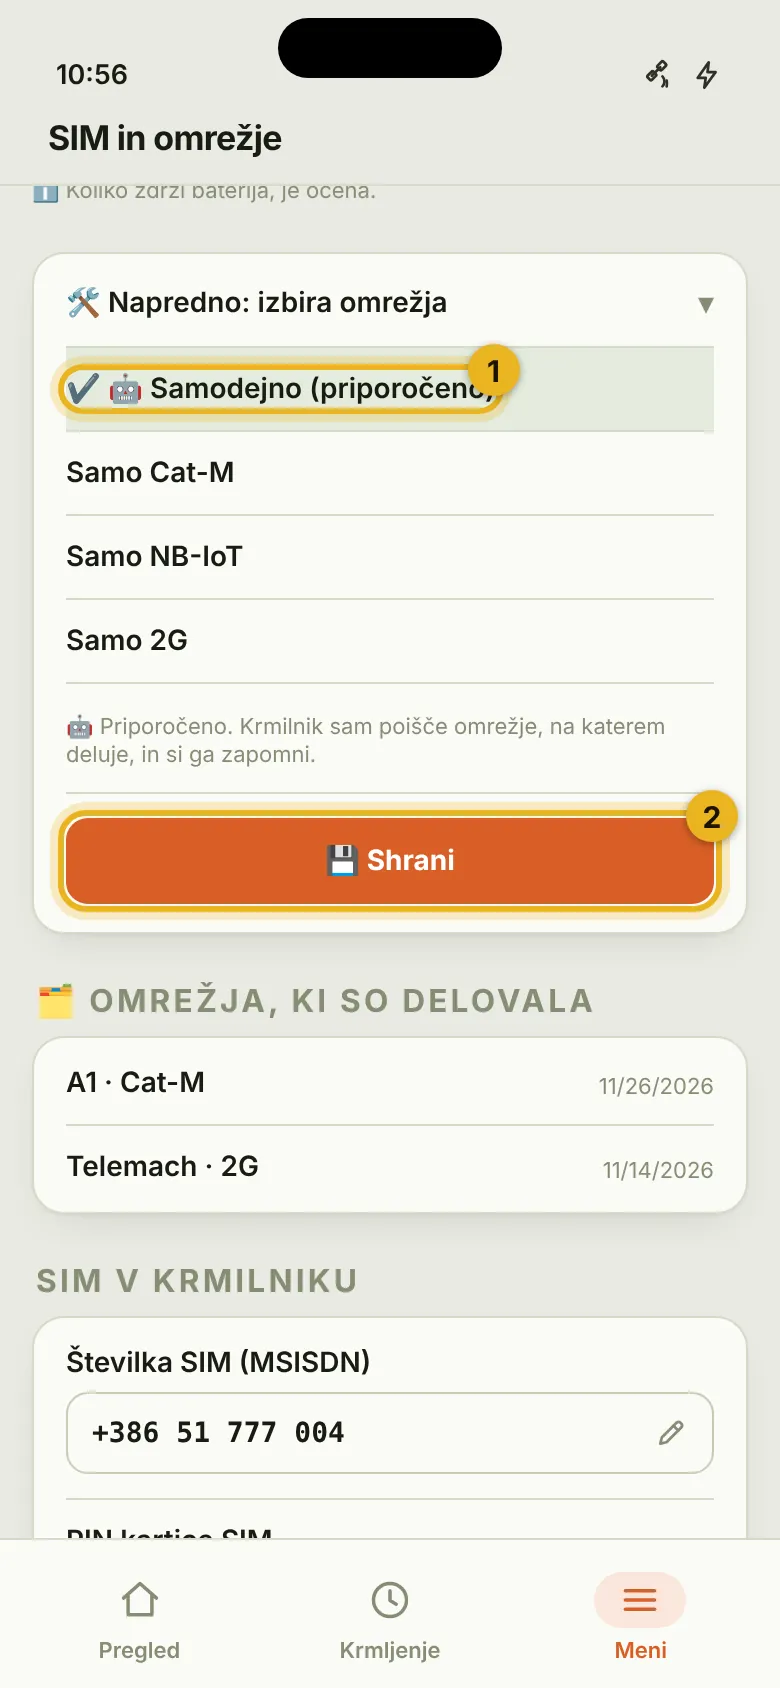 10:56
SIM in omrežje
ℹ️ Koliko zdrži baterija, je ocena.
🛠️ Napredno: izbira omrežja ▼
1
✔️ 🤖 Samodejno (priporočeno)
Samo Cat-M
Samo NB-IoT
Samo 2G
🤖 Priporočeno. Krmilnik sam poišče omrežje, na katerem
deluje, in si ga zapomni.
2
💾 Shrani
🗂️ OMREŽJA, KI SO DELOVALA
A1 · Cat-M 11/26/2026
Telemach · 2G 11/14/2026
SIM V KRMILNIKU
Številka SIM (MSISDN)
+386 51 777 004
PIN kartice SIM
Pregled Krmljenje Meni